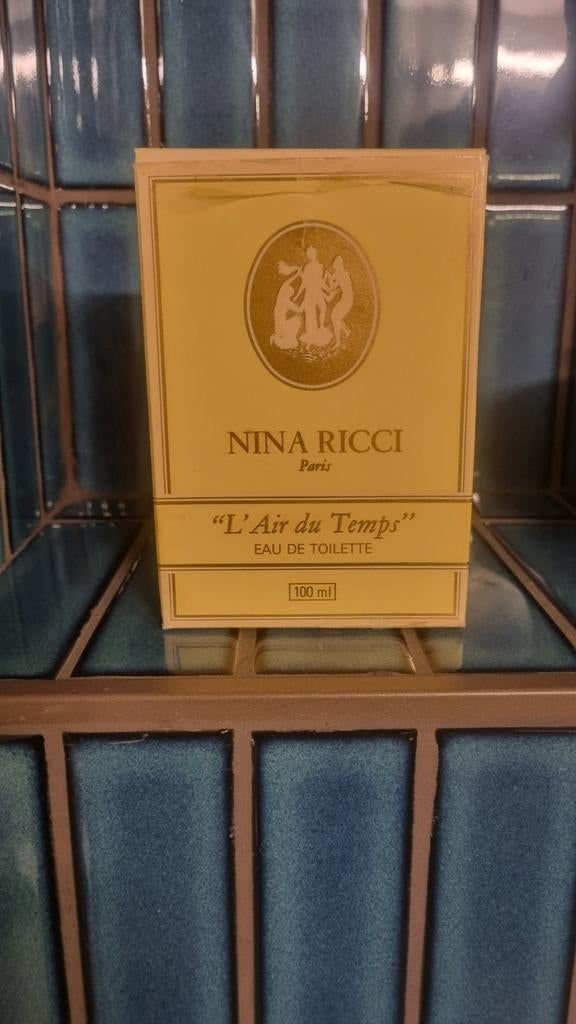 NINA RICCI
Paris
"L'Air du Temps"
EAU DE TOILETTE
100 ml